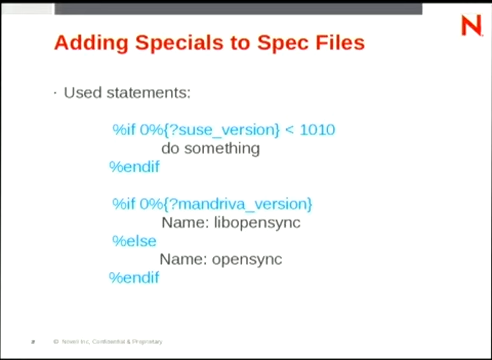 N
Adding Specials to Spec Files
· Used statements:
%if 0%{?suse_version} < 1010
do something
%endif
%if 0%{?mandriva_version}
Name: libopensync
%else
Name: opensync
%endif
© Novell Inc, Confidential & Proprietary